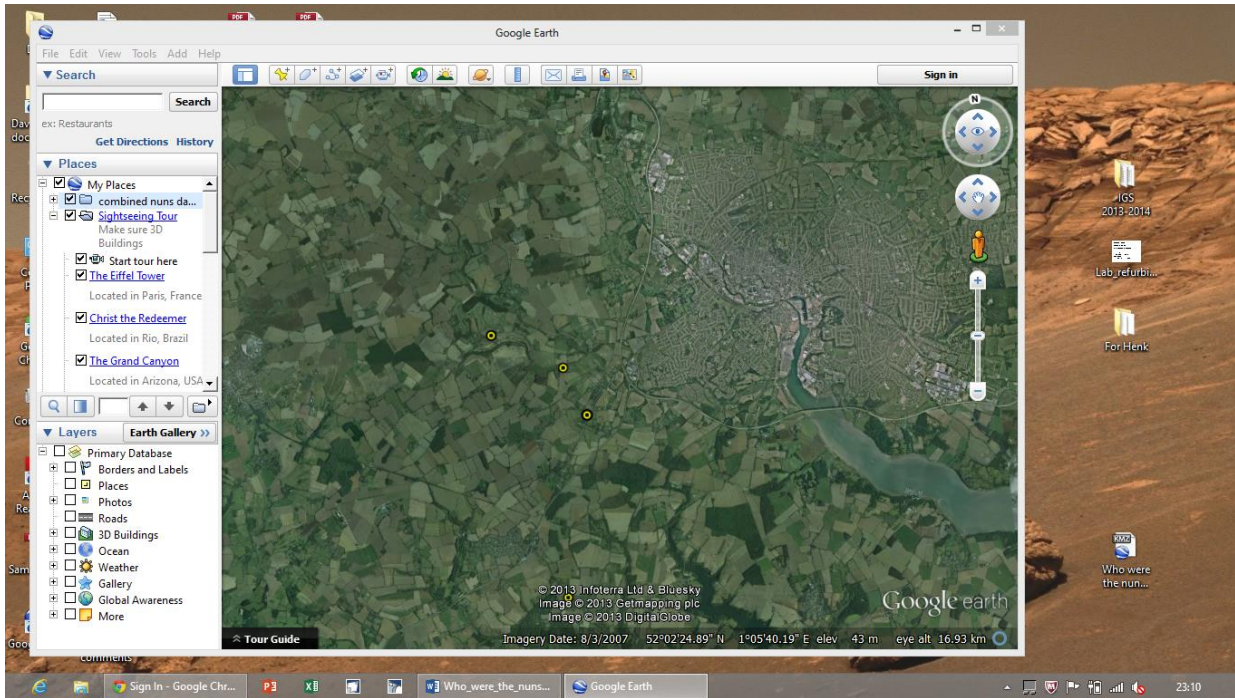 Google Earth
File Edit View Tools Add Help
▼ Search
Search
ex: Restaurants
Get Directions History
▼ Places
My Places
combined nuns da...
Sightseeing Tour
Make sure 3D
Buildings
Start tour here
The Eiffel Tower
Located in Paris, France
Christ the Redeemer
Located in Rio, Brazil
The Grand Canyon
Located in Arizona, USA
▼ Layers
Earth Gallery >>
Primary Database
Borders and Labels
Places
Photos
Roads
3D Buildings
Ocean
Weather
Gallery
Global Awareness
More
Sign in
N
© 2013 Infoterra Ltd & Bluesky
Image © 2013 Getmapping plc
Image © 2013 DigitalGlobe
Google earth
Tour Guide
Imagery Date: 8/3/2007 52°02'24.89" N 1°05'40.19" E elev 43 m eye alt 16.93 km
PDF
PDF
IGS
2013-2014
Lab_refurbi...
For Henk
KMZ
Who were
the nun...
comments
Sign In - Google Chr...
Who_were_the_nuns...
Google Earth
23:10